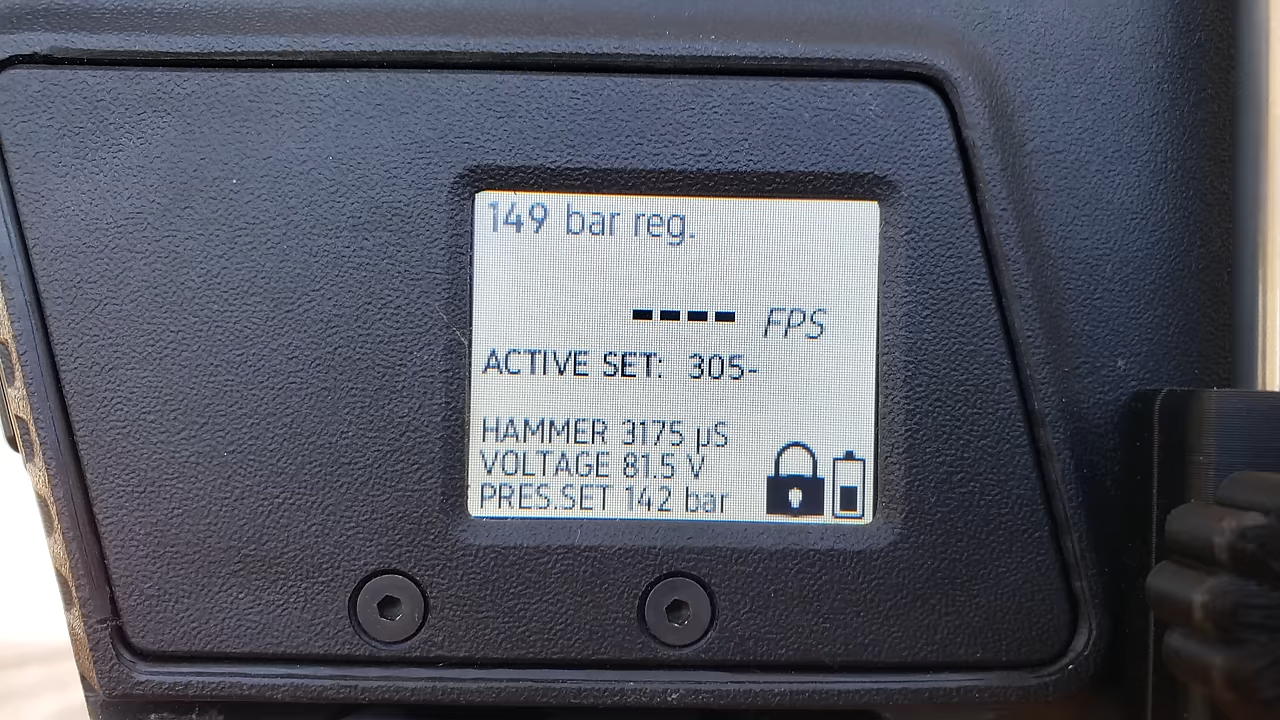 149 bar reg.
---- FPS
ACTIVE SET: 305-
HAMMER 3175 µS
VOLTAGE 81.5 V
PRES.SET 142 bar